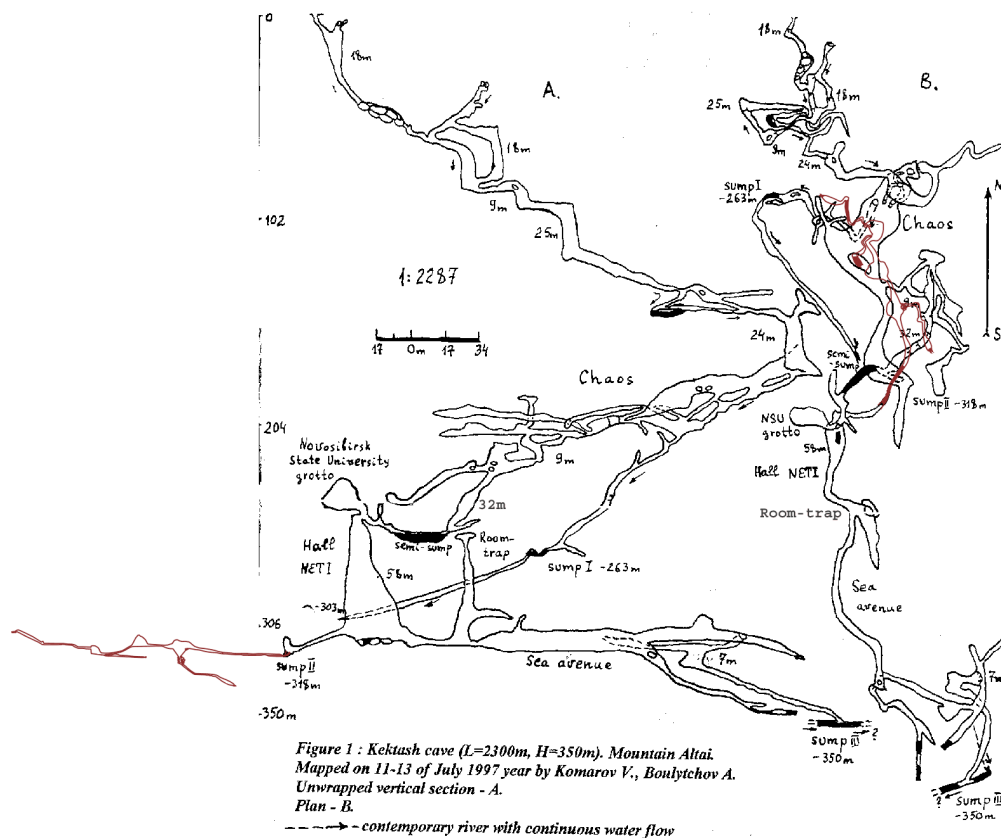 0
18m
A.
18m
9m
25m
-102
1:2287
17 0m 17 34
24m
Chaos
.204
9m
Novosibirsk
State University
grotto
32m
semi-sump
Room-
trap
Hall
NETI
58m
sump I -263m
-303m
.306
sump II
-318m
Sea avenue
7m
-350m
sump III
-350m
?
18m
B.
25m
18m
9m
24m
sump I
-263m
N
Chaos
S
9m
32m
semi
-sump
sump II -318m
NSU
grotto
58m
Hall NETI
Room-trap
Sea
avenue
7m
?
sump III
-350m
Figure 1 : Kektash cave (L=2300m, H=350m). Mountain Altai.
Mapped on 11-13 of July 1997 year by Komarov V., Boulytchov A.
Unwrapped vertical section - A.
Plan - B.
- contemporary river with continuous water flow